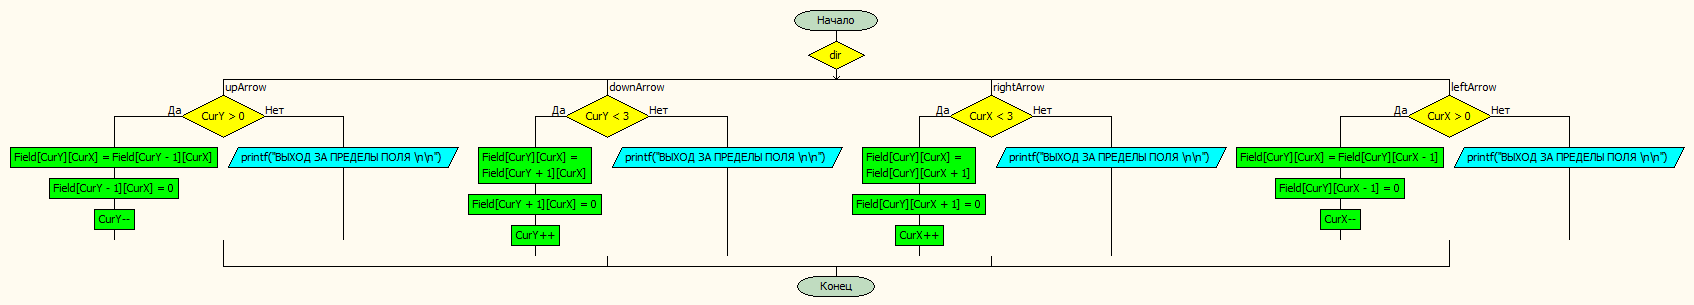 Начало
dir
upArrow
downArrow
rightArrow
leftArrow
Да
CurY > 0
Нет
Да
CurY < 3
Нет
Да
CurX < 3
Нет
Да
CurX > 0
Нет
Field[CurY][CurX] = Field[CurY - 1][CurX]
Field[CurY - 1][CurX] = 0
CurY--
printf("ВЫХОД ЗА ПРЕДЕЛЫ ПОЛЯ \n\n")
Field[CurY][CurX] =
Field[CurY + 1][CurX]
Field[CurY + 1][CurX] = 0
CurY++
printf("ВЫХОД ЗА ПРЕДЕЛЫ ПОЛЯ \n\n")
Field[CurY][CurX] =
Field[CurY][CurX + 1]
Field[CurY][CurX + 1] = 0
CurX++
printf("ВЫХОД ЗА ПРЕДЕЛЫ ПОЛЯ \n\n")
Field[CurY][CurX] = Field[CurY][CurX - 1]
Field[CurY][CurX - 1] = 0
CurX--
printf("ВЫХОД ЗА ПРЕДЕЛЫ ПОЛЯ \n\n")
Конец